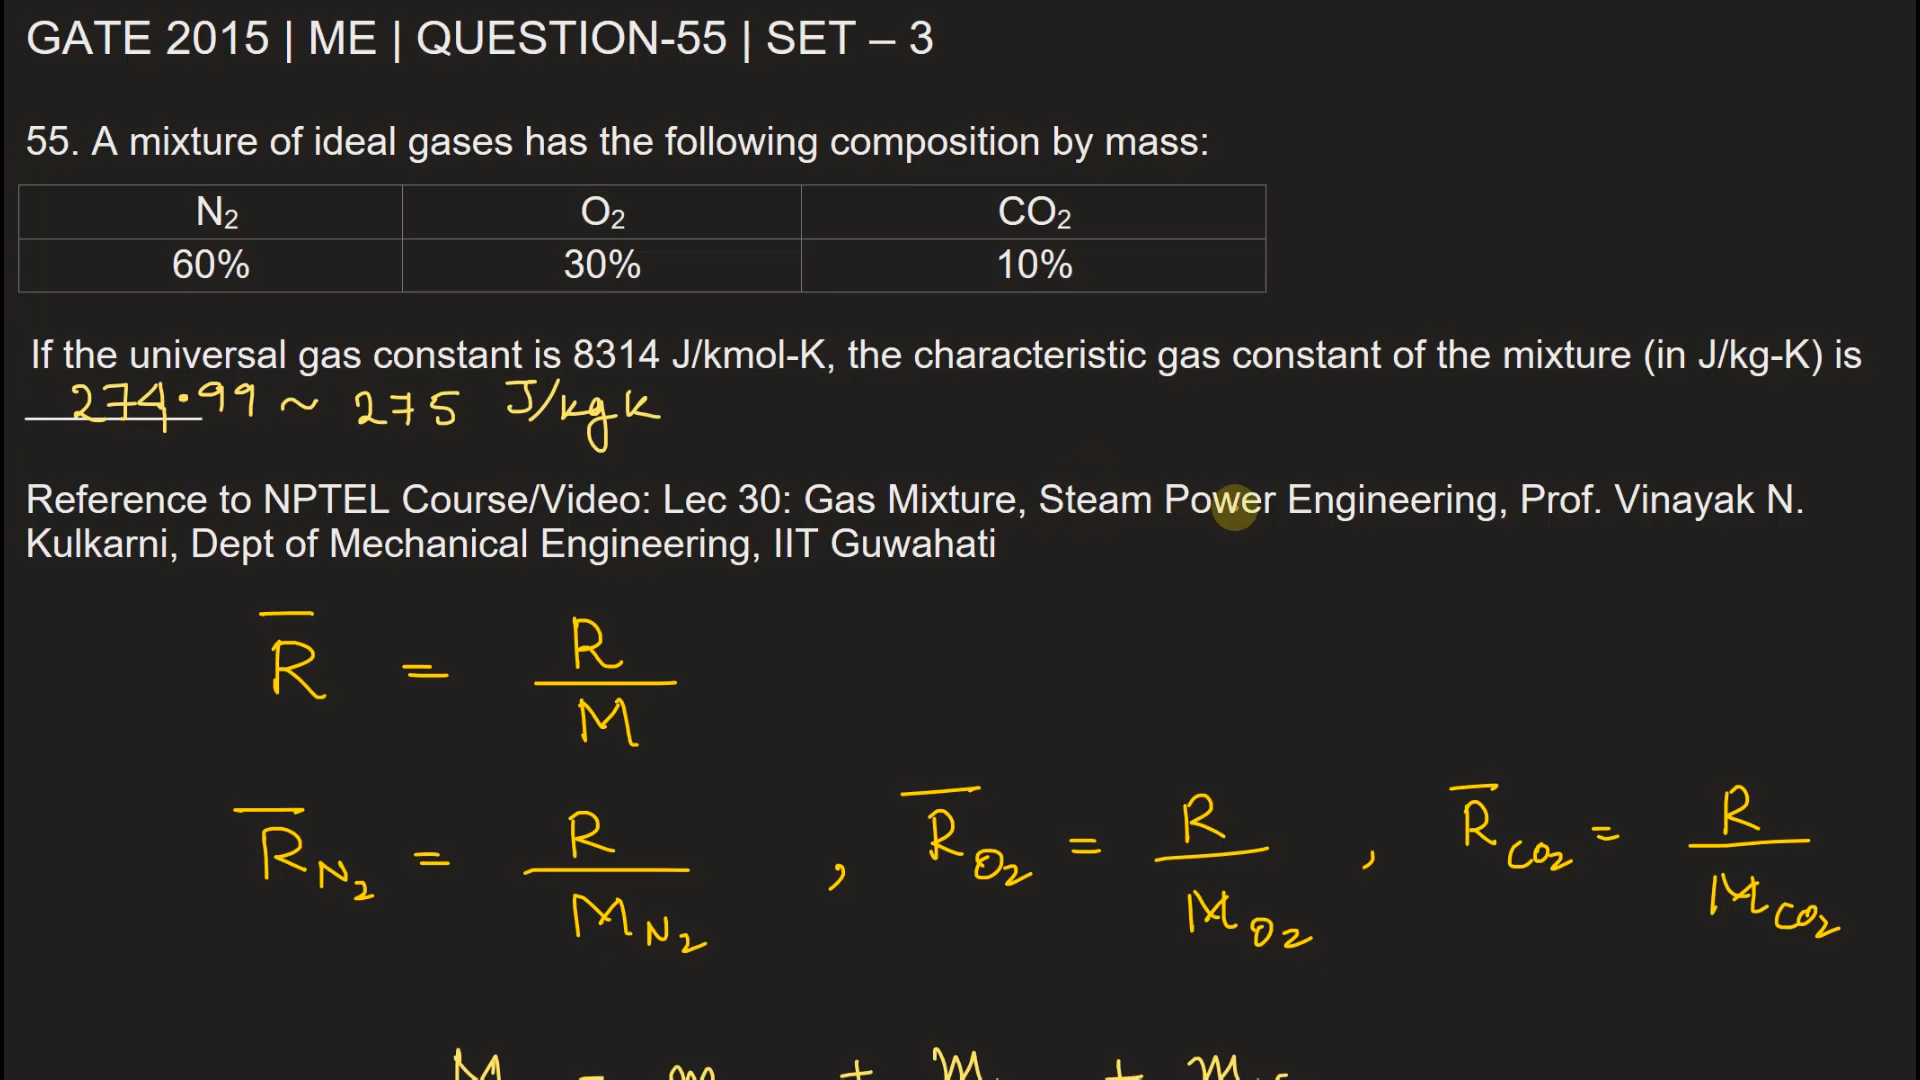 GATE 2015 | ME | QUESTION-55 | SET – 3
55. A mixture of ideal gases has the following composition by mass:
N2 O2 CO2
60% 30% 10%
If the universal gas constant is 8314 J/kmol-K, the characteristic gas constant of the mixture (in J/kg-K) is
274.99 ~ 275 J/kgK
Reference to NPTEL Course/Video: Lec 30: Gas Mixture, Steam Power Engineering, Prof. Vinayak N.
Kulkarni, Dept of Mechanical Engineering, IIT Guwahati
R̅ = R / M
R̅N2 = R / MN2 , R̅O2 = R / MO2 , R̅CO2 = R / MCO2